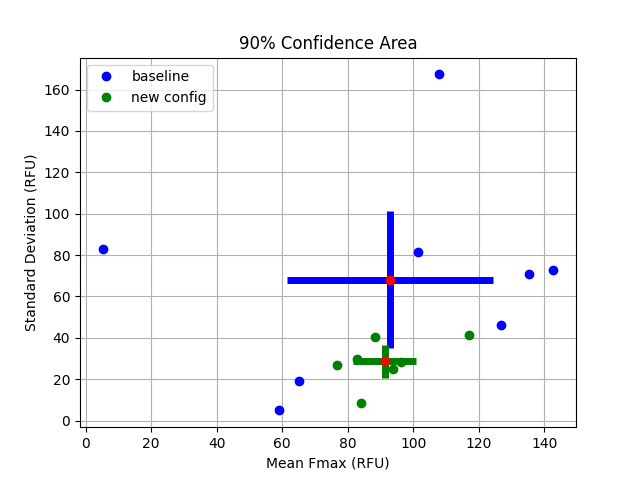 90% Confidence Area
baseline
new config
Standard Deviation (RFU)
160
140
120
100
80
60
40
20
0
0 20 40 60 80 100 120 140
Mean Fmax (RFU)